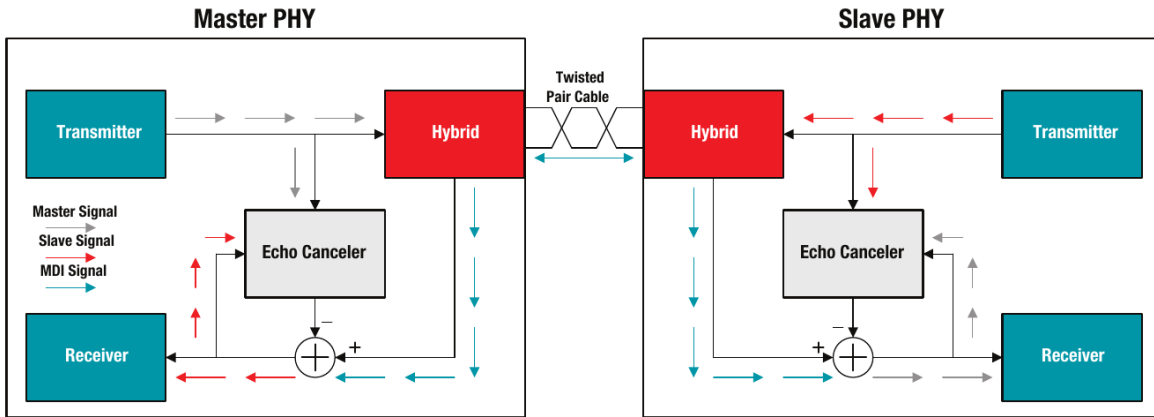 Master PHY
Slave PHY
Transmitter
Hybrid
Twisted
Pair Cable
Hybrid
Transmitter
Master Signal
Slave Signal
MDI Signal
Echo Canceler
Echo Canceler
−
+
−
+
Receiver
Receiver